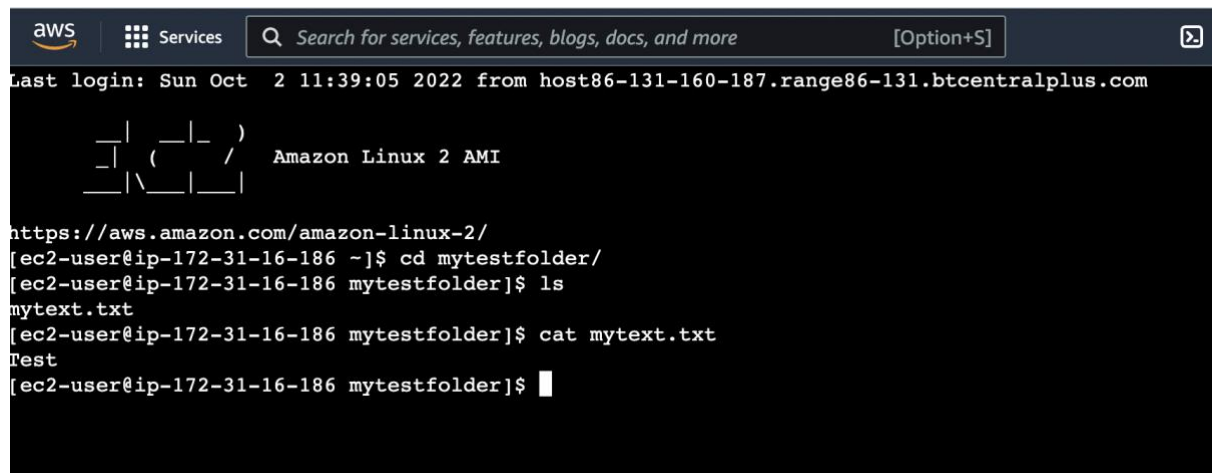 aws Services Search for services, features, blogs, docs, and more [Option+S]
Last login: Sun Oct  2 11:39:05 2022 from host86-131-160-187.range86-131.btcentralplus.com
       __|  __|_  )
       _|  (     /   Amazon Linux 2 AMI
      ___|\___|___|
https://aws.amazon.com/amazon-linux-2/
[ec2-user@ip-172-31-16-186 ~]$ cd mytestfolder/
[ec2-user@ip-172-31-16-186 mytestfolder]$ ls
mytext.txt
[ec2-user@ip-172-31-16-186 mytestfolder]$ cat mytext.txt
Test
[ec2-user@ip-172-31-16-186 mytestfolder]$